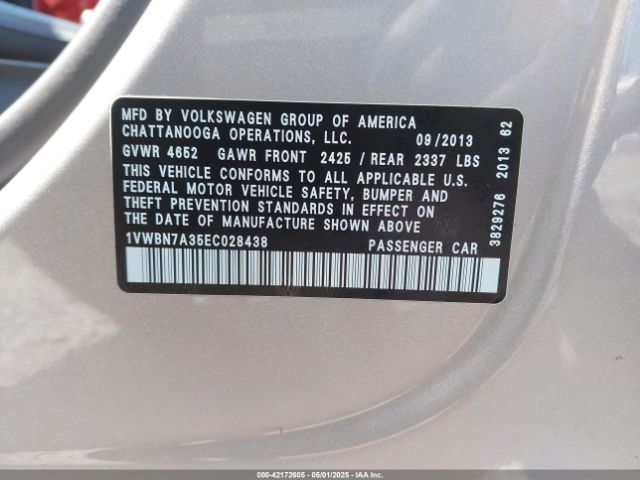 MFD BY VOLKSWAGEN GROUP OF AMERICA
CHATTANOOGA OPERATIONS, LLC. 09/2013
GVWR 4652 GAWR FRONT 2425 / REAR 2337 LBS
THIS VEHICLE CONFORMS TO ALL APPLICABLE U.S.
FEDERAL MOTOR VEHICLE SAFETY, BUMPER AND
THEFT PREVENTION STANDARDS IN EFFECT ON
THE DATE OF MANUFACTURE SHOWN ABOVE
1VWBN7A35EC028438 PASSENGER CAR
3829276 2013 62
000-42172605 - 05/01/2025 - IAAI.COM